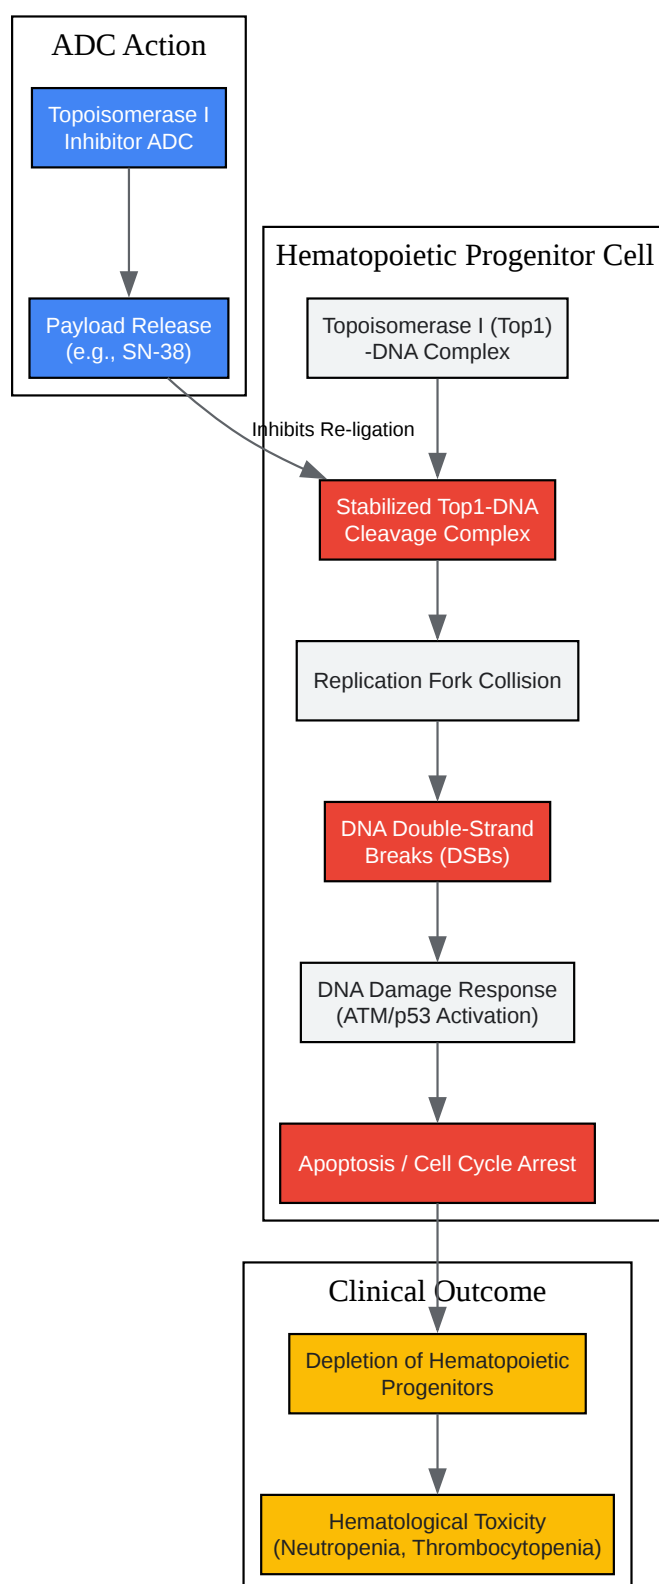 ADC Action
Topoisomerase I
Inhibitor ADC
Payload Release
(e.g., SN-38)
Hematopoietic Progenitor Cell
Topoisomerase I (Top1)
-DNA Complex
Inhibits Re-ligation
Stabilized Top1-DNA
Cleavage Complex
Replication Fork Collision
DNA Double-Strand
Breaks (DSBs)
DNA Damage Response
(ATM/p53 Activation)
Apoptosis / Cell Cycle Arrest
Clinical Outcome
Depletion of Hematopoietic
Progenitors
Hematological Toxicity
(Neutropenia, Thrombocytopenia)